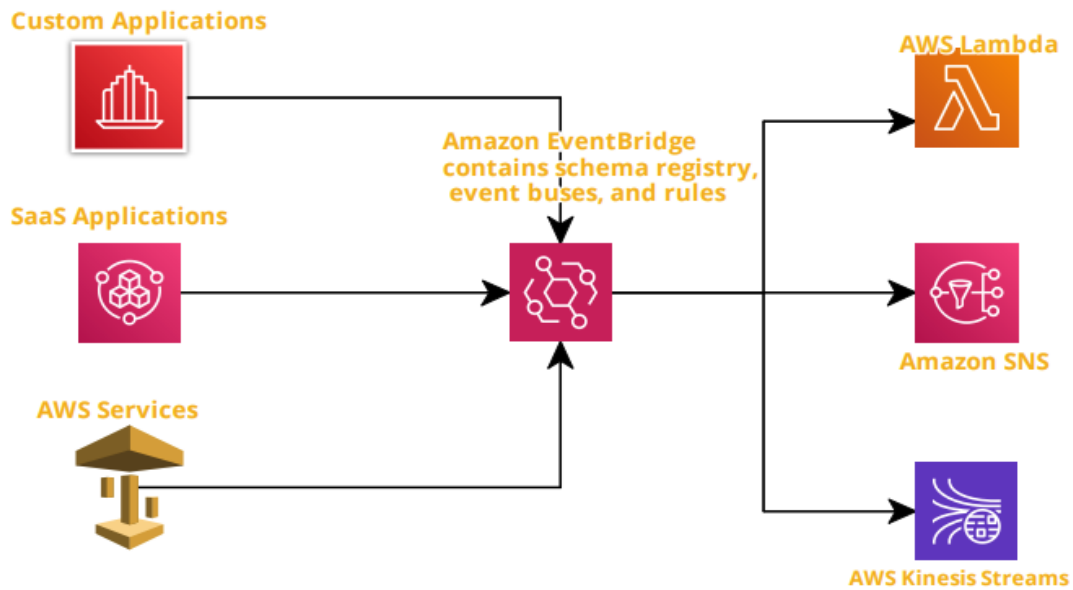 Custom Applications
AWS Lambda
Amazon EventBridge
contains schema registry,
event buses, and rules
SaaS Applications
Amazon SNS
AWS Services
AWS Kinesis Streams